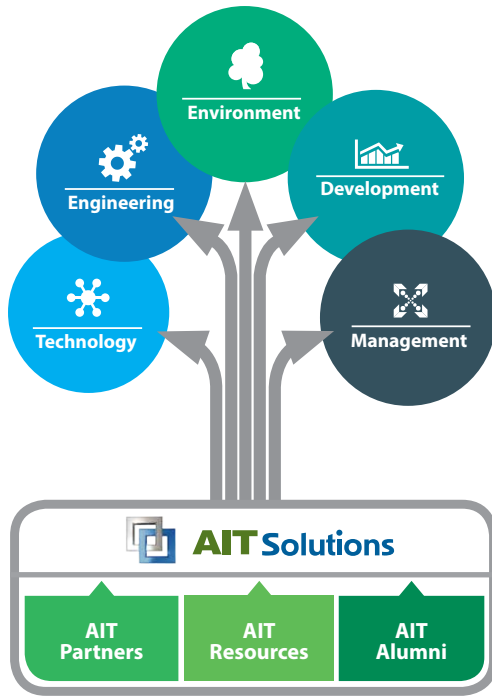 Environment
Engineering
Development
Technology
Management
AIT Solutions
AIT
Partners
AIT
Resources
AIT
Alumni